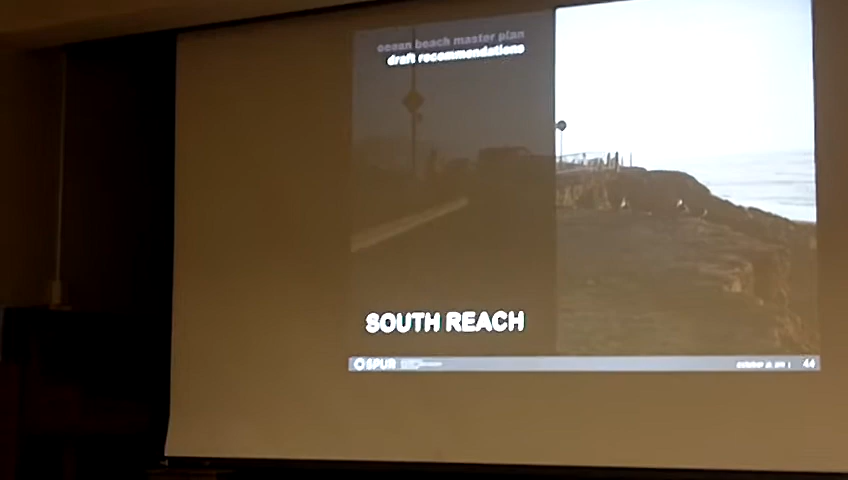 ocean beach master plan
draft recommendations
SOUTH REACH
SPUR
44